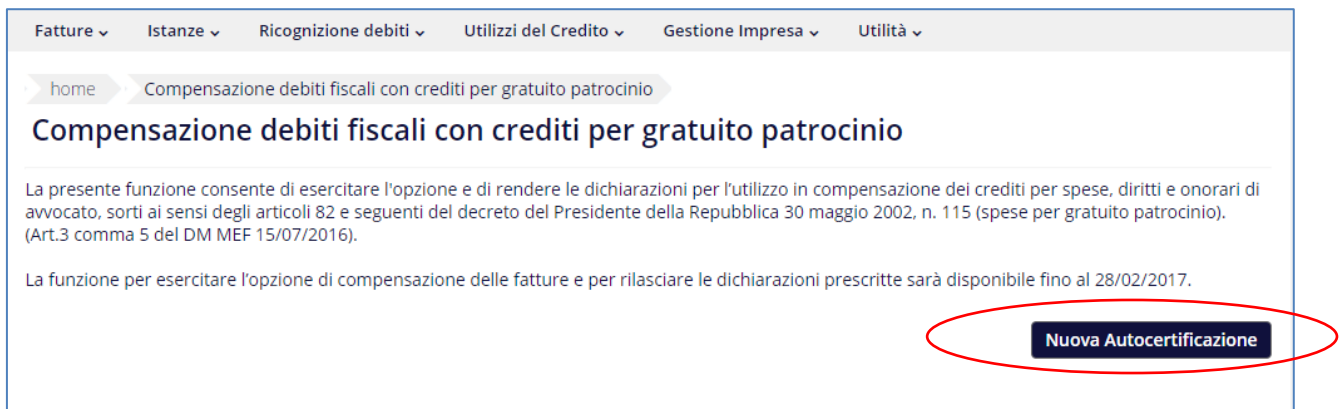 Fatture Istanze Ricognizione debiti Utilizzi del Credito Gestione Impresa Utilità
home Compensazione debiti fiscali con crediti per gratuito patrocinio
Compensazione debiti fiscali con crediti per gratuito patrocinio
La presente funzione consente di esercitare l'opzione e di rendere le dichiarazioni per l’utilizzo in compensazione dei crediti per spese, diritti e onorari di
avvocato, sorti ai sensi degli articoli 82 e seguenti del decreto del Presidente della Repubblica 30 maggio 2002, n. 115 (spese per gratuito patrocinio).
(Art.3 comma 5 del DM MEF 15/07/2016).
La funzione per esercitare l’opzione di compensazione delle fatture e per rilasciare le dichiarazioni prescritte sarà disponibile fino al 28/02/2017.
Nuova Autocertificazione